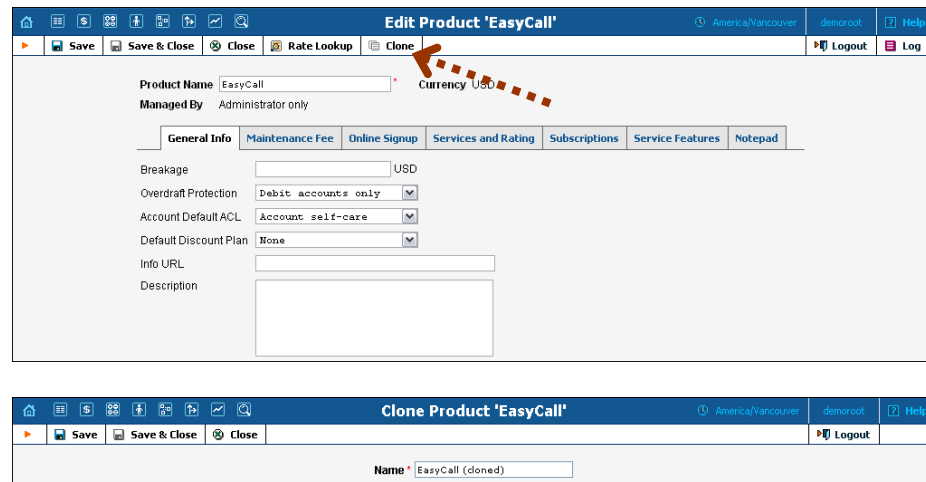 Edit Product 'EasyCall' America/Vancouver demoroot ? Help
Save Save & Close Close Rate Lookup Clone Logout Log
Product Name EasyCall * Currency USD
Managed By Administrator only
General Info Maintenance Fee Online Signup Services and Rating Subscriptions Service Features Notepad
Breakage USD
Overdraft Protection Debit accounts only
Account Default ACL Account self-care
Default Discount Plan None
Info URL
Description
Clone Product 'EasyCall' America/Vancouver demoroot ? Help
Save Save & Close Close Logout
Name * EasyCall (cloned)